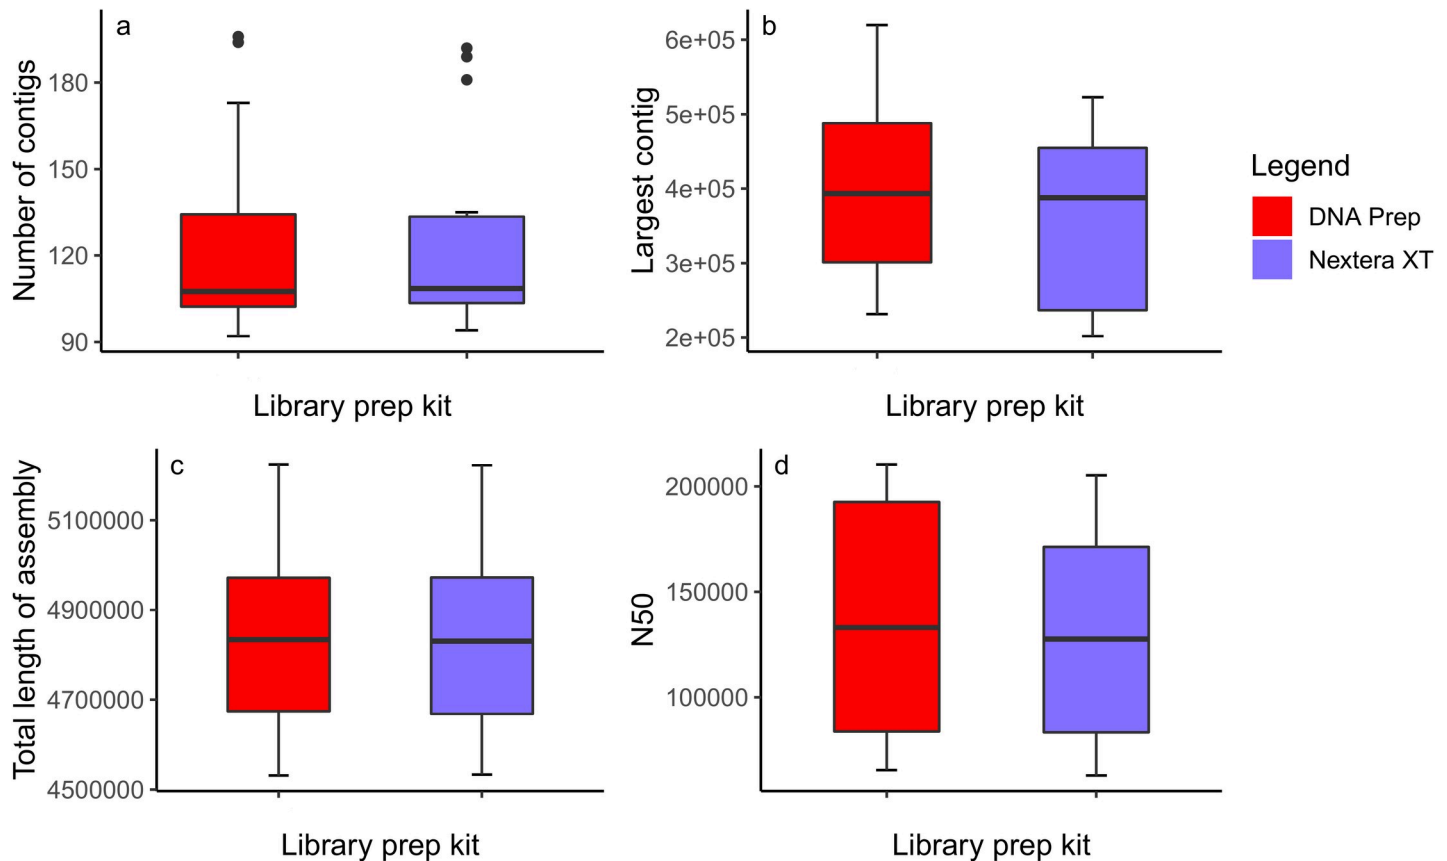 a
Number of contigs
180
150
120
90
Library prep kit
b
Largest contig
6e+05
5e+05
4e+05
3e+05
2e+05
Library prep kit
Legend
DNA Prep
Nextera XT
c
Total length of assembly
5100000
4900000
4700000
4500000
Library prep kit
d
N50
200000
150000
100000
Library prep kit